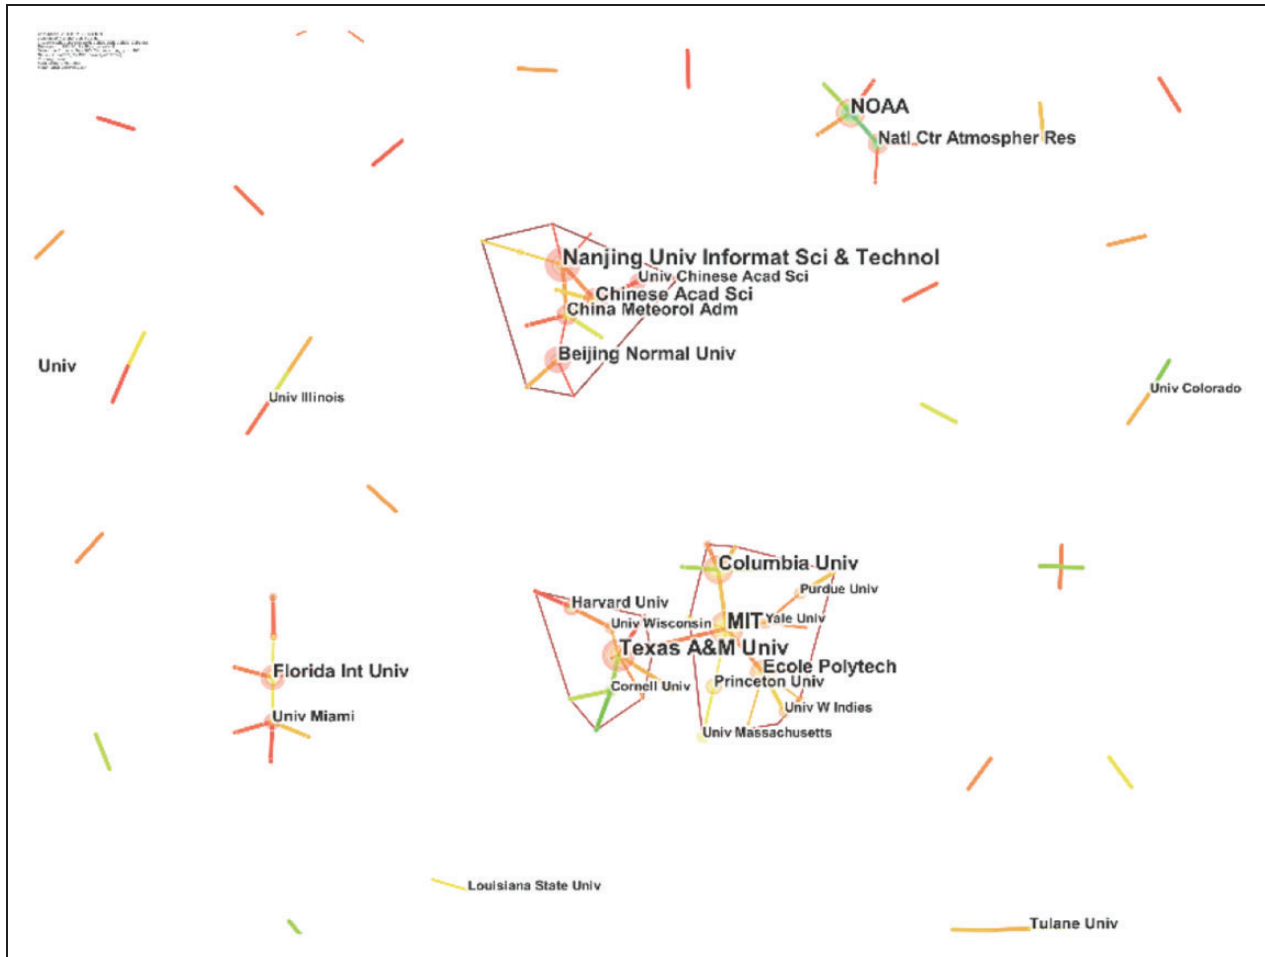 NOAA
Natl Ctr Atmospher Res
Nanjing Univ Informat Sci & Technol
Univ Chinese Acad Sci
Chinese Acad Sci
China Meteorol Adm
Beijing Normal Univ
Univ
Univ Illinois
Univ Colorado
Columbia Univ
Purdue Univ
Harvard Univ
Univ Wisconsin
MIT
Yale Univ
Texas A&M Univ
Ecole Polytech
Florida Int Univ
Cornell Univ
Princeton Univ
Univ W Indies
Univ Miami
Univ Massachusetts
Louisiana State Univ
Tulane Univ